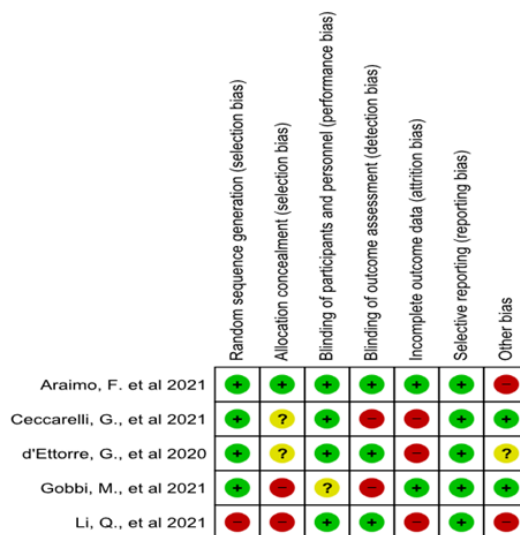 Random sequence generation (selection bias)
Allocation concealment (selection bias)
Blinding of participants and personnel (performance bias)
Blinding of outcome assessment (detection bias)
Incomplete outcome data (attrition bias)
Selective reporting (reporting bias)
Other bias
Araimo, F. et al 2021 + + + + + + −
Ceccarelli, G., et al 2021 + ? + − − + +
d'Ettorre, G., et al 2020 + ? + + − + ?
Gobbi, M., et al 2021 + − ? − + + +
Li, Q., et al 2021 − − + + − + −